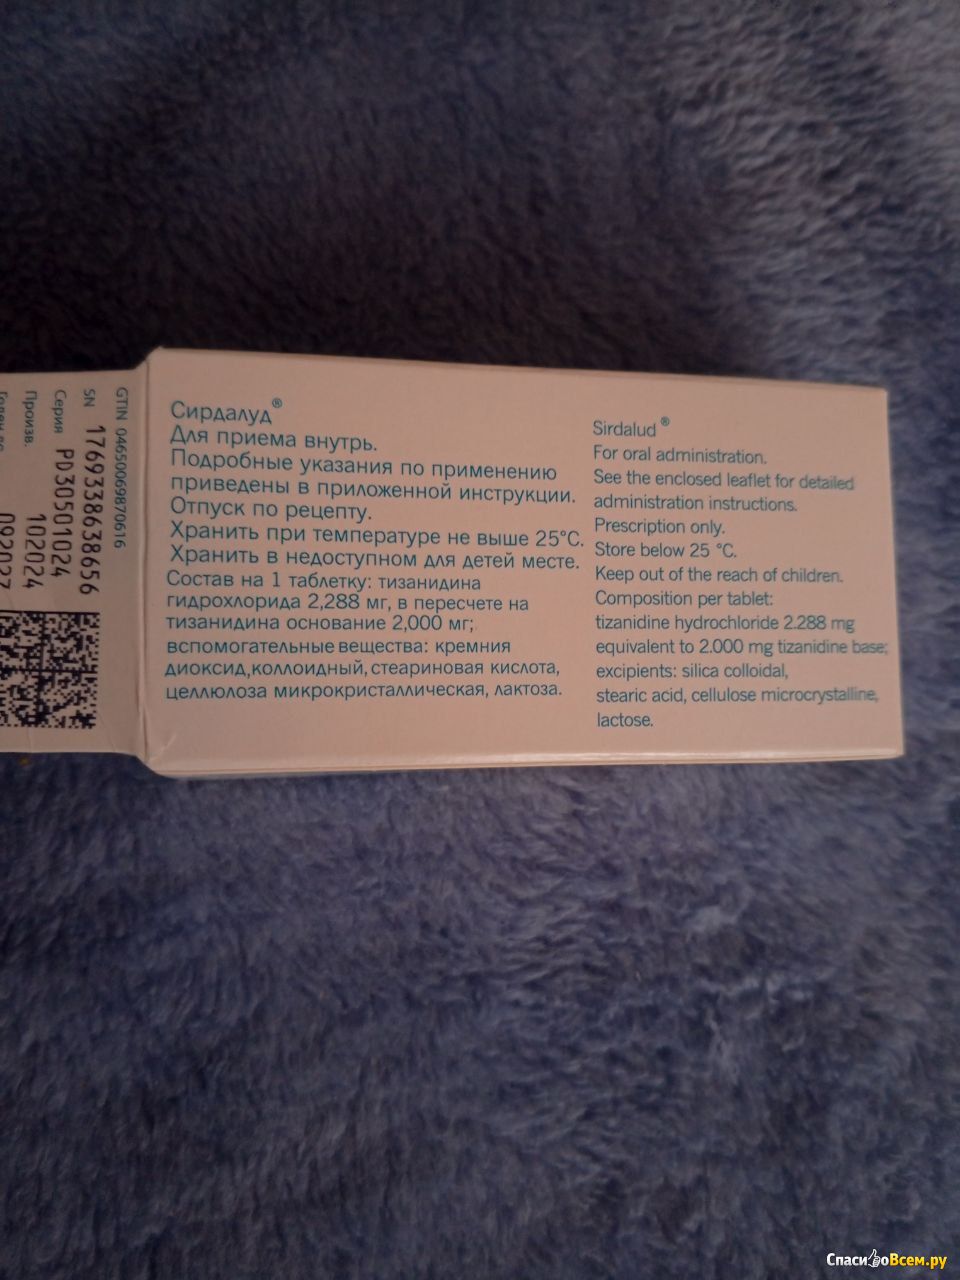 Сирдалуд®
Для приема внутрь.
Подробные указания по применению
приведены в приложенной инструкции.
Отпуск по рецепту.
Хранить при температуре не выше 25°C.
Хранить в недоступном для детей месте.
Состав на 1 таблетку: тизанидина
гидрохлорида 2,288 мг, в пересчете на
тизанидина основание 2,000 мг;
вспомогательные вещества: кремния
диоксид,коллоидный, стеариновая кислота,
целлюлоза микрокристаллическая, лактоза.
Sirdalud®
For oral administration.
See the enclosed leaflet for detailed
administration instructions.
Prescription only.
Store below 25 °C.
Keep out of the reach of children.
Composition per tablet:
tizanidine hydrochloride 2.288 mg
equivalent to 2.000 mg tizanidine base;
excipients: silica colloidal,
stearic acid, cellulose microcrystalline,
lactose.
GTIN 04650069870616
SN 1769338638656
Серия PD30501024
Произв. 102024
092027
СпасибоВсем.ру